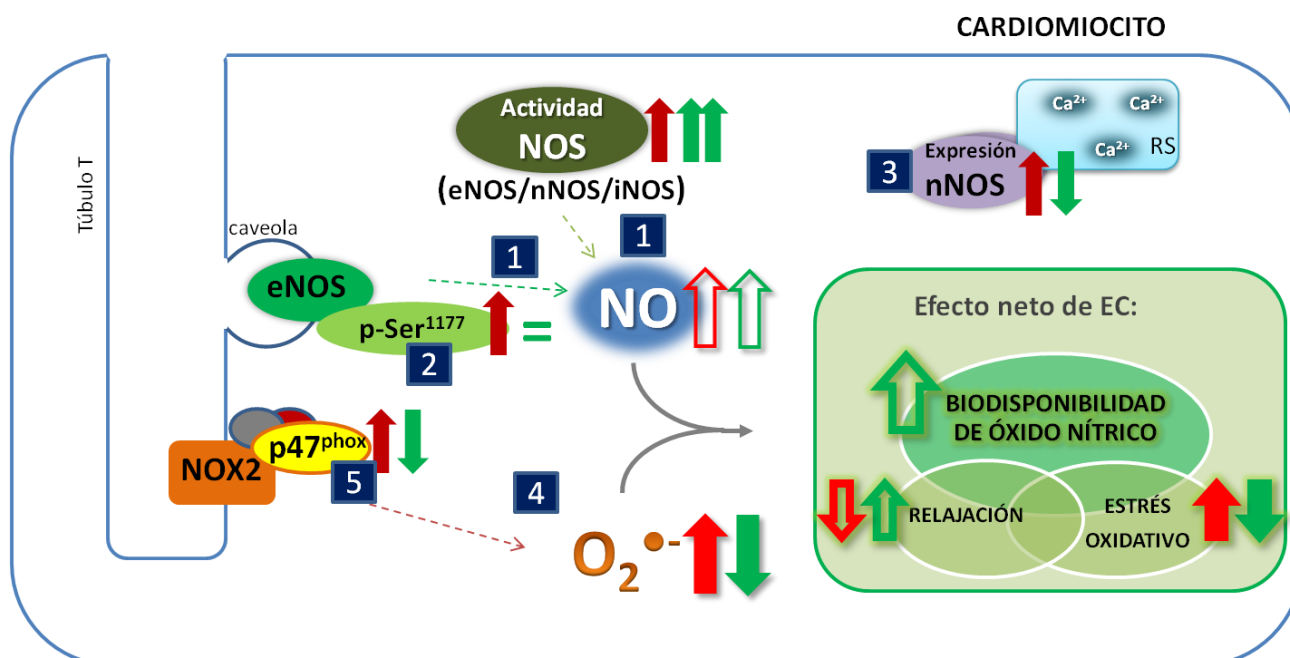 CARDIOMIOCITO
Túbulo T
Actividad
NOS
(eNOS/nNOS/iNOS)
Ca²⁺
Ca²⁺
Ca²⁺
RS
3
Expresión
nNOS
caveola
eNOS
p-Ser¹¹⁷⁷
=
2
1
1
NO
NOX2
p47ᵖʰᵒˣ
5
4
O₂•-
Efecto neto de EC:
BIODISPONIBILIDAD
DE ÓXIDO NÍTRICO
RELAJACIÓN
ESTRÉS
OXIDATIVO